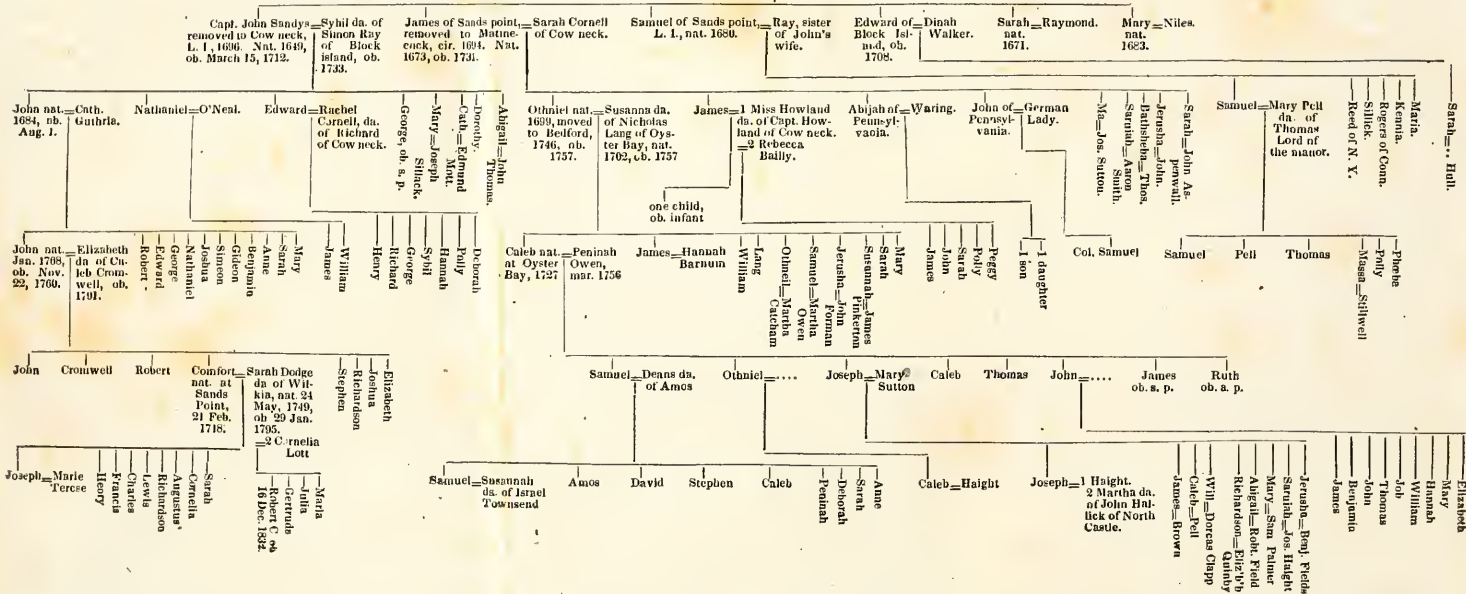 Capt. John Sandys=Sybil da. of
removed to Cow neck, Simon Ray
L. I., 1696. Nat. 1649, of Block
ob. March 15, 1712. island, ob.
1733.
James of Sands point,=Sarah Cornell
removed to Matine- of Cow neck.
cock, cir. 1694. Nat.
1673, ob. 1731.
Samuel of Sands point,=Ray, sister
L. I., nat. 1680. of John's
wife.
Edward of=Dinah
Block Isl- Walker.
and, ob.
1708.
Sarah=Raymond.
nat.
1671.
Mary=Niles.
nat.
1683.
John nat.=Cath.
1684, ob. Guthrie.
Aug. 1.
Nathaniel=O'Neal.
Edward=Rachel
Cornell, da.
of Richard
of Cow neck.
George, ob. s. p.
Mary=Joseph
Sillack.
Cath.=Edmund
Mott.
Dorothy.
Abigail=John
Thomas.
Othniel nat.=Susanna da.
1699, moved of Nicholas
to Bedford, Lang of Oys-
1746, ob. ter Bay, nat.
1757. 1702, ob. 1757
James=1 Miss Howland
da. of Capt. How-
land of Cow neck.
=2 Rebecca
Bailly.
one child,
ob. infant
Abijah of=Waring.
Pennsyl-
vania.
John of=German
Pennsyl- Lady.
vania.
Ma=Jos. Sutton.
Saruiah=Aaron
Smith.
Bathsheba=Thos.
Jerusha=John.
Sarah=John As-
penwall.
Samuel=Mary Pell
da. of
Thomas
Lord of
the manor.
Reed of N. Y.
Sillick.
Rogers of Conn.
Kennia.
Maria.
Sarah=.. Hull.
John nat.=Elizabeth
Jan. 1708, da of Ca-
ob. Nov. leb Crom-
22, 1760. well, ob.
1791.
Robert
Edward
George
Nathaniel
Joshua
Simeon
Gideon
Benjamin
Anne
Sarah
Mary
James
William
Henry
Richard
George
Sybil
Hannah
Polly
Deborah
Caleb nat.=Peninah
at Oyster Owen,
Bay, 1727 mar. 1756
James=Hannah
Barnum
William
Lang
Othneil=Martha
Catcham
Samuel=Martha
Owen
Jerusha=John
Forman
Susannah=James
Pinkerton
Sarah
Mary
James
John
Sarah
Polly
Peggy
1 son
1 daughter
Col. Samuel
Samuel
Pell
Thomas
Massa=Stillwell
Polly
Phœbe
John
Cromwell
Robert
Comfort=Sarah Dodge
nat. at da of Wil-
Sands kia, nat. 24
Point, May, 1749,
21 Feb. ob 29 Jan.
1718. 1795.
=2 Cornelia
Lott
Stephen
Richardson
Joshua
Elizabeth
Samuel=Deans da.
of Amos
Othniel=....
Joseph=Mary
Sutton
Caleb
Thomas
John=....
James
ob. s. p.
Ruth
ob. a. p.
Joseph=Marie
Terese
Henry
Francis
Charles
Lewis
Richardson
Augustus
Cornelia
Sarah
Robert C ob
16 Dec. 1832.
Gertrude
Julia
Maria
Samuel=Susannah
da. of Israel
Townsend
Amos
David
Stephen
Caleb
Peninah
Deborah
Sarah
Anne
Caleb=Haight
Joseph=1 Haight.
2 Martha da.
of John Hal-
lick of North
Castle.
James=Brown
Caleb=Pell
Will=Dorcas Clapp
Richardson=Eliz'b'h
Quinby
Abigail=Robt. Field
Mary=Sam Palmer
Saruiah=Jos. Haight
Jerusha=Benj. Fields
James
Benjamin
John
Thomas
Job
William
Hannah
Mary
Elizabeth